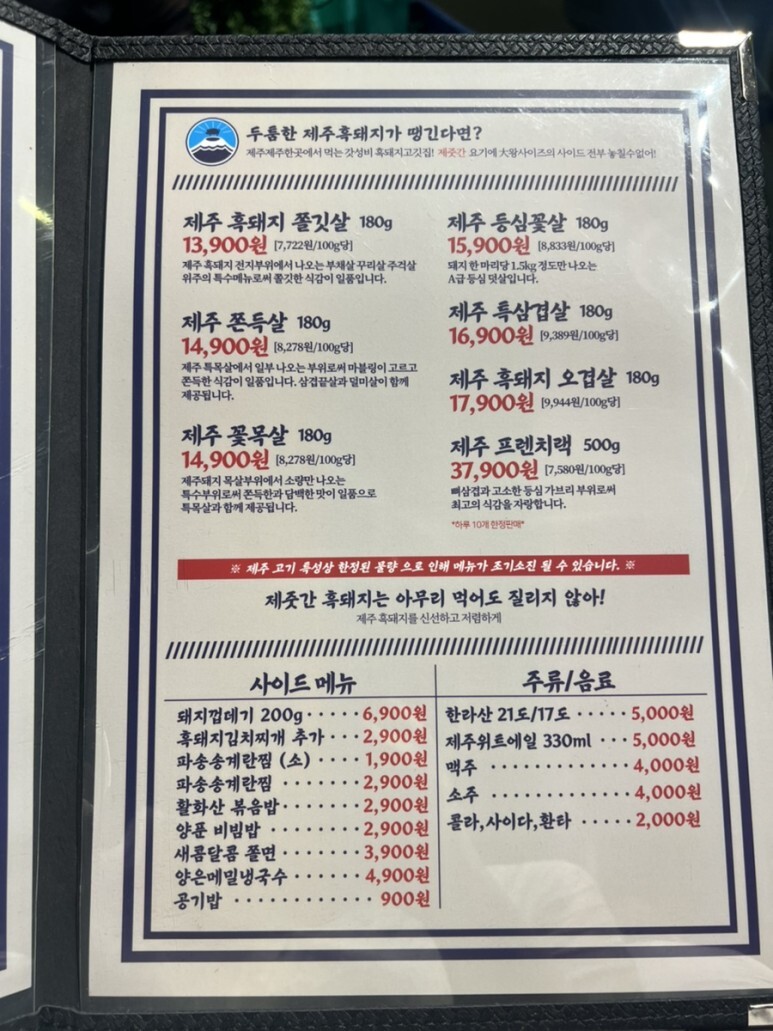 두툼한 제주흑돼지가 땡긴다면?
제주제주한곳에서 먹는 갓성비 흑돼지고깃집! 제줏간 요기에 大왕사이즈의 사이드 전부 놓칠수없어!
제주 흑돼지 쫄깃살 180g
13,900원 [7,722원/100g당]
제주 흑돼지 전지부위에서 나오는 부채살 꾸리살 주걱살
위주의 특수메뉴로써 쫄깃한 식감이 일품입니다.
제주 쫀득살 180g
14,900원 [8,278원/100g당]
제주 특목살에서 일부 나오는 부위로써 마블링이 고르고
쫀득한 식감이 일품입니다. 삼겹끝살과 덜미살이 함께
제공됩니다.
제주 꽃목살 180g
14,900원 [8,278원/100g당]
제주돼지 목살부위에서 소량만 나오는
특수부위로써 쫀득한과 담백한 맛이 일품으로
특목살과 함께 제공됩니다.
제주 등심꽃살 180g
15,900원 [8,833원/100g당]
돼지 한 마리당 1.5kg 정도만 나오는
A급 등심 덧살입니다.
제주 특삼겹살 180g
16,900원 [9,389원/100g당]
제주 흑돼지 오겹살 180g
17,900원 [9,944원/100g당]
제주 프렌치랙 500g
37,900원 [7,580원/100g당]
뼈삼겹과 고소한 등심 가브리 부위로써
최고의 식감을 자랑합니다.
*하루 10개 한정판매*
※ 제주 고기 특성상 한정된 물량 으로 인해 메뉴가 조기소진 될 수 있습니다. ※
제줏간 흑돼지는 아무리 먹어도 질리지 않아!
제주 흑돼지를 신선하고 저렴하게
사이드 메뉴
돼지껍데기 200g · · · · · 6,900원
흑돼지김치찌개 추가 · · · 2,900원
파송송계란찜 (소) · · · · 1,900원
파송송계란찜 · · · · · · · 2,900원
활화산 볶음밥 · · · · · · · 2,900원
양푼 비빔밥 · · · · · · · · 2,900원
새콤달콤 쫄면 · · · · · · 3,900원
양은메밀냉국수 · · · · · · 4,900원
공기밥 · · · · · · · · · · · · 900원
주류/음료
한라산 21도/17도 · · · · · 5,000원
제주위트에일 330ml · · · 5,000원
맥주 · · · · · · · · · · · · 4,000원
소주 · · · · · · · · · · · · 4,000원
콜라,사이다,환타 · · · · · 2,000원